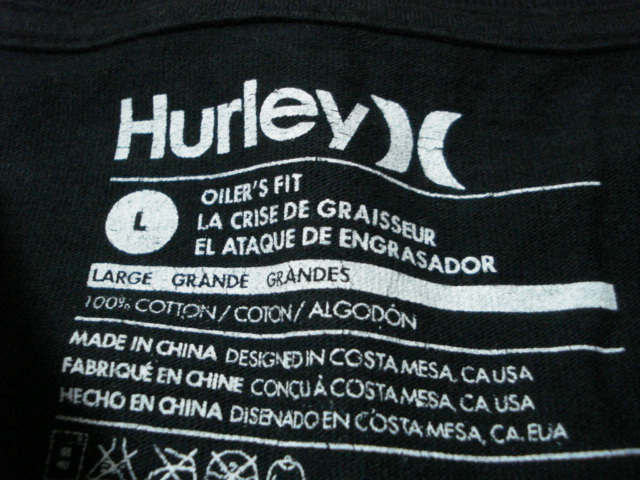 Hurley
L
OILER'S FIT
LA CRISE DE GRAISSEUR
EL ATAQUE DE ENGRASADOR
LARGE GRANDE GRANDES
100% COTTON/COTON/ALGODÓN
MADE IN CHINA DESIGNED IN COSTA MESA, CA USA
FABRIQUÉ EN CHINE CONÇU À COSTA MESA, CA USA
HECHO EN CHINA DISENADO EN COSTA MESA, CA. EUA